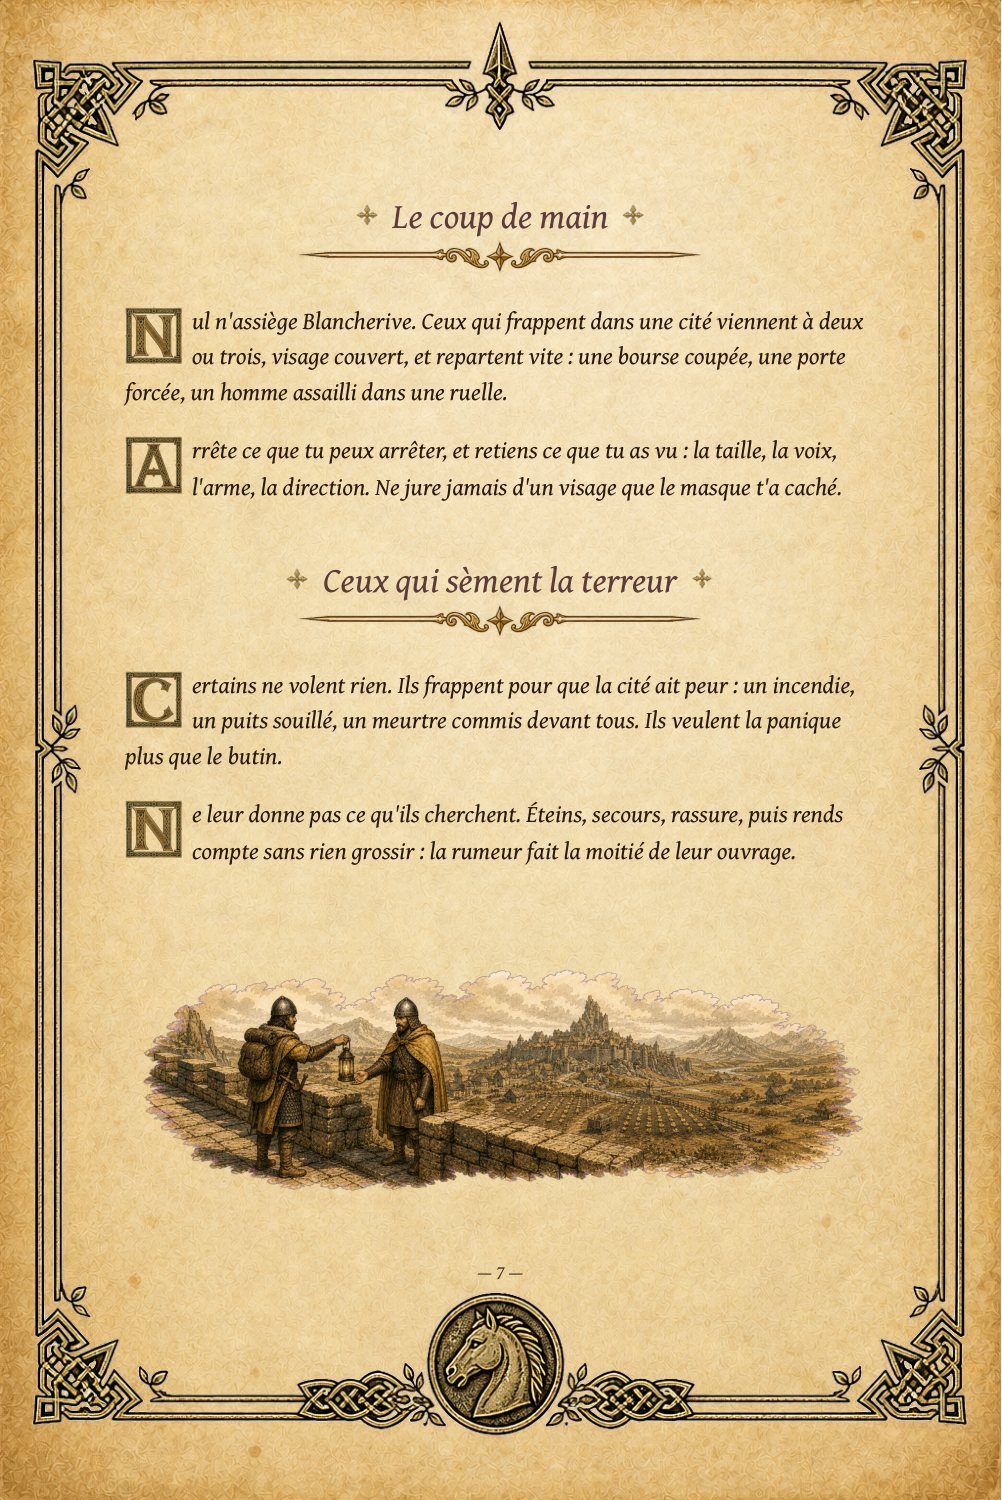 Le coup de main
Nul n'assiège Blancherive. Ceux qui frappent dans une cité viennent à deux
ou trois, visage couvert, et repartent vite : une bourse coupée, une porte
forcée, un homme assailli dans une ruelle.
Arrête ce que tu peux arrêter, et retiens ce que tu as vu : la taille, la voix,
l'arme, la direction. Ne jure jamais d'un visage que le masque t'a caché.
Ceux qui sèment la terreur
Certains ne volent rien. Ils frappent pour que la cité ait peur : un incendie,
un puits souillé, un meurtre commis devant tous. Ils veulent la panique
plus que le butin.
Ne leur donne pas ce qu'ils cherchent. Éteins, secours, rassure, puis rends
compte sans rien grossir : la rumeur fait la moitié de leur ouvrage.
— 7 —